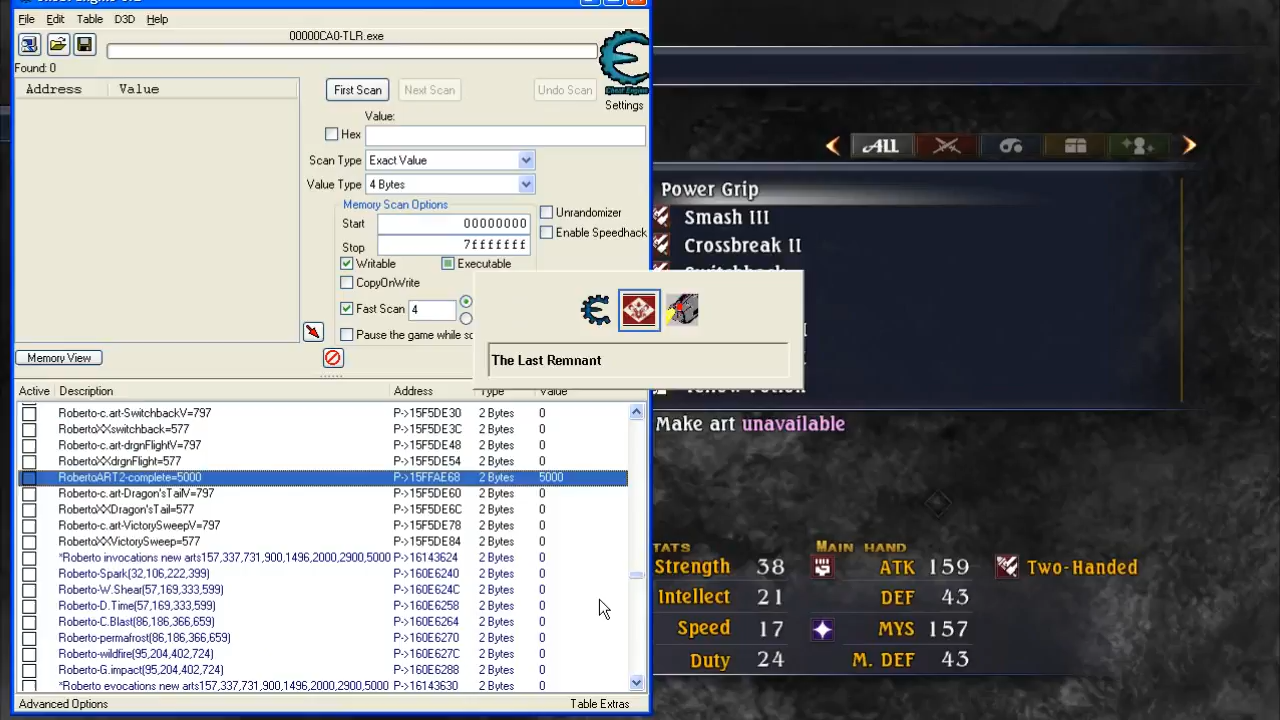 File Edit Table D3D Help
00000CA0-TLR.exe
Found: 0
Address Value
First Scan Next Scan Undo Scan
Settings
Value:
Hex
Scan Type Exact Value
Value Type 4 Bytes
Memory Scan Options
Start 00000000
Stop 7fffffff
Unrandomizer
Enable Speedhack
Writable Executable
CopyOnWrite
Fast Scan 4
Pause the game while
Memory View
The Last Remnant
Active Description Address Type Value
Roberto-c.art-SwitchbackV=797 P->15F5DE30 2 Bytes 0
RobertoXXswitchback=577 P->15F5DE3C 2 Bytes 0
Roberto-c.art-drgnFlightV=797 P->15F5DE48 2 Bytes 0
RobertoXXdrgnFlight=577 P->15F5DE54 2 Bytes 0
RobertoART2-complete=5000 P->15FFAE68 2 Bytes 5000
Roberto-c.art-Dragon'sTailV=797 P->15F5DE60 2 Bytes 0
RobertoXXDragon'sTail=577 P->15F5DE6C 2 Bytes 0
Roberto-c.art-VictorySweepV=797 P->15F5DE78 2 Bytes 0
RobertoXXVictorySweep=577 P->15F5DE84 2 Bytes 0
*Roberto invocations new arts157,337,731,900,1496,2000,2900,5000 P->16143624 2 Bytes 0
Roberto-Spark(32,106,222,399) P->160E6240 2 Bytes 0
Roberto-W.Shear(57,169,333,599) P->160E624C 2 Bytes 0
Roberto-D.Time(57,169,333,599) P->160E6258 2 Bytes 0
Roberto-C.Blast(86,186,366,659) P->160E6264 2 Bytes 0
Roberto-permafrost(86,186,366,659) P->160E6270 2 Bytes 0
Roberto-wildfire(95,204,402,724) P->160E627C 2 Bytes 0
Roberto-G.impact(95,204,402,724) P->160E6288 2 Bytes 0
*Roberto evocations new arts157,337,731,900,1496,2000,2900,5000 P->16143630 2 Bytes 0
Advanced Options Table Extras
ALL
Power Grip
Smash III
Crossbreak II
Make art unavailable
TATS MAIN HAND
Strength 38 ATK 159 Two-Handed
Intellect 21 DEF 43
Speed 17 MYS 157
Duty 24 M. DEF 43